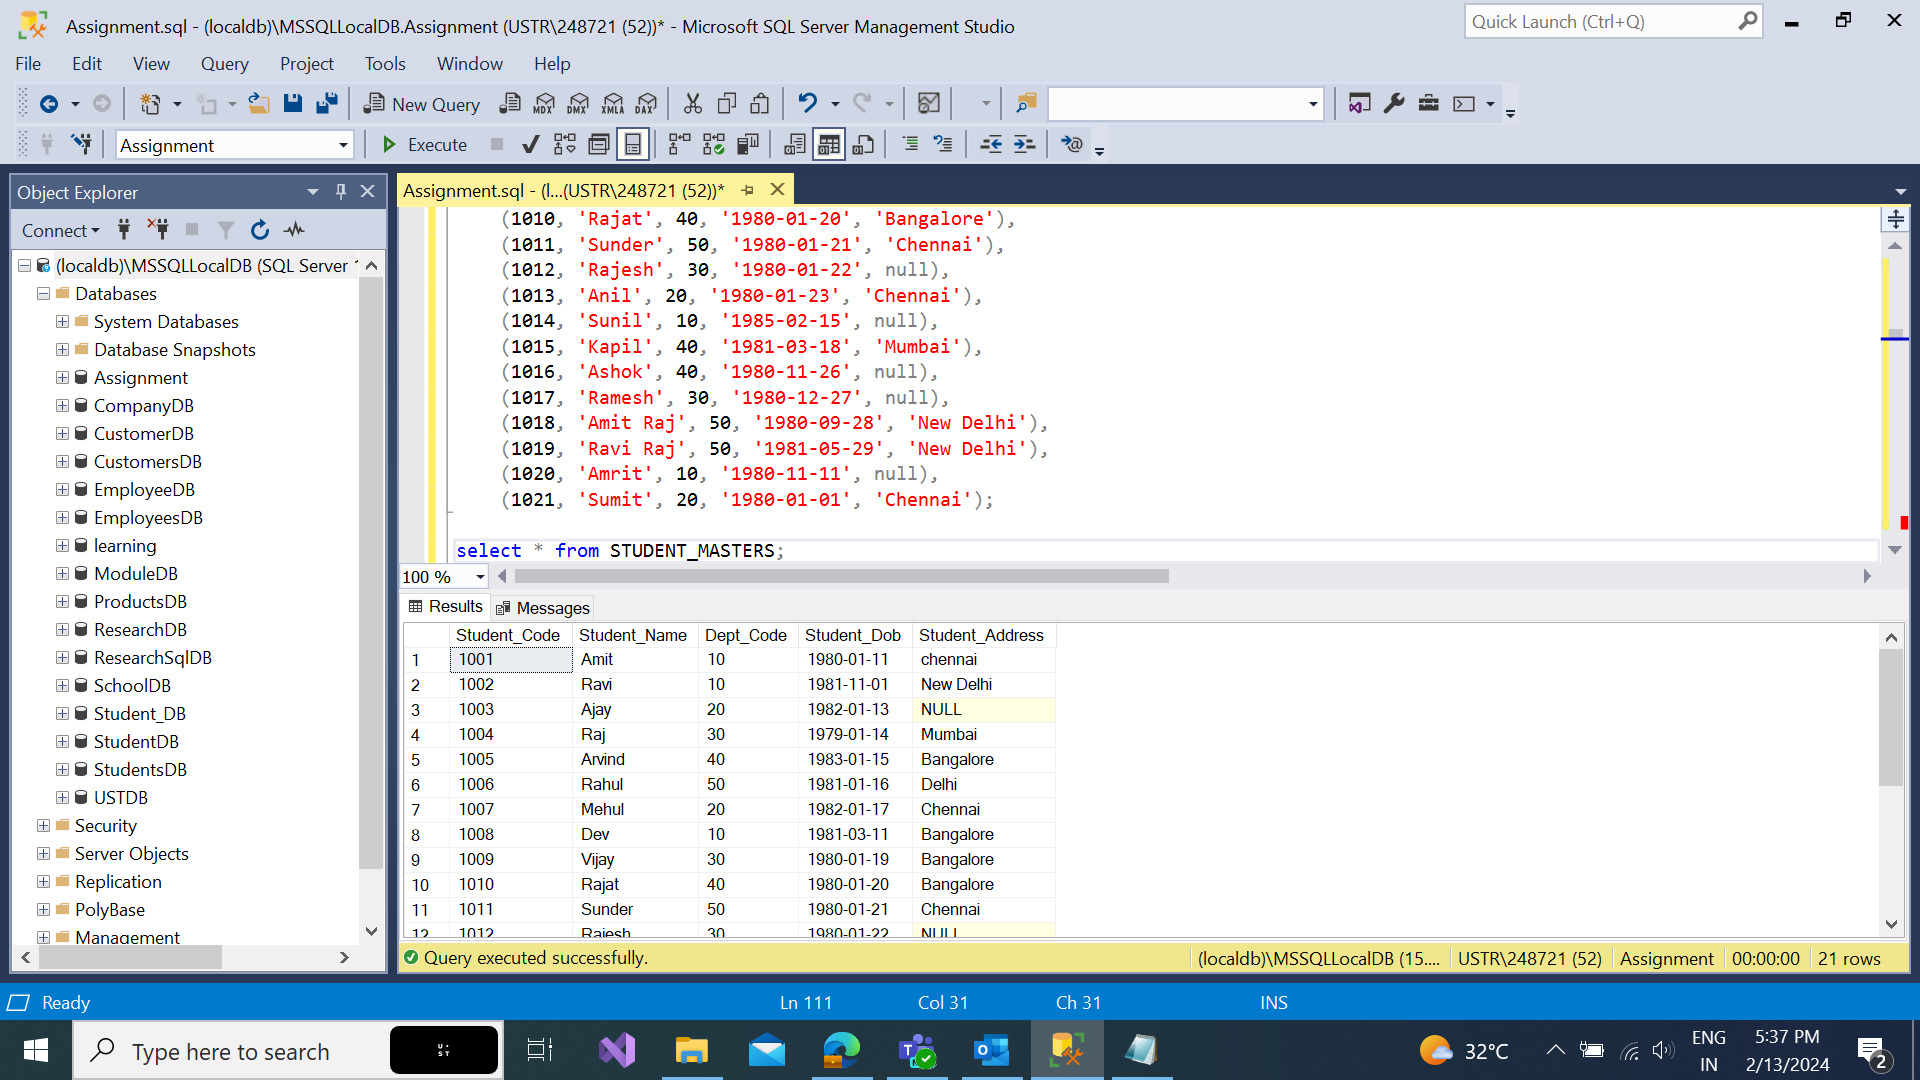 Assignment.sql - (localdb)\MSSQLLocalDB.Assignment (USTR\248721 (52))* - Microsoft SQL Server Management Studio
Quick Launch (Ctrl+Q)
File Edit View Query Project Tools Window Help
New Query MDX DMX XMLA DAX
Assignment Execute
Object Explorer
Assignment.sql - (l...(USTR\248721 (52))*
Connect
(localdb)\MSSQLLocalDB (SQL Server
Databases
System Databases
Database Snapshots
Assignment
CompanyDB
CustomerDB
CustomersDB
EmployeeDB
EmployeesDB
learning
ModuleDB
ProductsDB
ResearchDB
ResearchSqlDB
SchoolDB
Student_DB
StudentDB
StudentsDB
USTDB
Security
Server Objects
Replication
PolyBase
Management
(1010, 'Rajat', 40, '1980-01-20', 'Bangalore'),
(1011, 'Sunder', 50, '1980-01-21', 'Chennai'),
(1012, 'Rajesh', 30, '1980-01-22', null),
(1013, 'Anil', 20, '1980-01-23', 'Chennai'),
(1014, 'Sunil', 10, '1985-02-15', null),
(1015, 'Kapil', 40, '1981-03-18', 'Mumbai'),
(1016, 'Ashok', 40, '1980-11-26', null),
(1017, 'Ramesh', 30, '1980-12-27', null),
(1018, 'Amit Raj', 50, '1980-09-28', 'New Delhi'),
(1019, 'Ravi Raj', 50, '1981-05-29', 'New Delhi'),
(1020, 'Amrit', 10, '1980-11-11', null),
(1021, 'Sumit', 20, '1980-01-01', 'Chennai');
select * from STUDENT_MASTERS;
100 %
Results Messages
Student_Code Student_Name Dept_Code Student_Dob Student_Address
1 1001 Amit 10 1980-01-11 chennai
2 1002 Ravi 10 1981-11-01 New Delhi
3 1003 Ajay 20 1982-01-13 NULL
4 1004 Raj 30 1979-01-14 Mumbai
5 1005 Arvind 40 1983-01-15 Bangalore
6 1006 Rahul 50 1981-01-16 Delhi
7 1007 Mehul 20 1982-01-17 Chennai
8 1008 Dev 10 1981-03-11 Bangalore
9 1009 Vijay 30 1980-01-19 Bangalore
10 1010 Rajat 40 1980-01-20 Bangalore
11 1011 Sunder 50 1980-01-21 Chennai
12 1012 Rajesh 30 1980-01-22 NULL
Query executed successfully. (localdb)\MSSQLLocalDB (15.... USTR\248721 (52) Assignment 00:00:00 21 rows
Ready Ln 111 Col 31 Ch 31 INS
Type here to search
32°C
ENG
IN
5:37 PM
2/13/2024
2